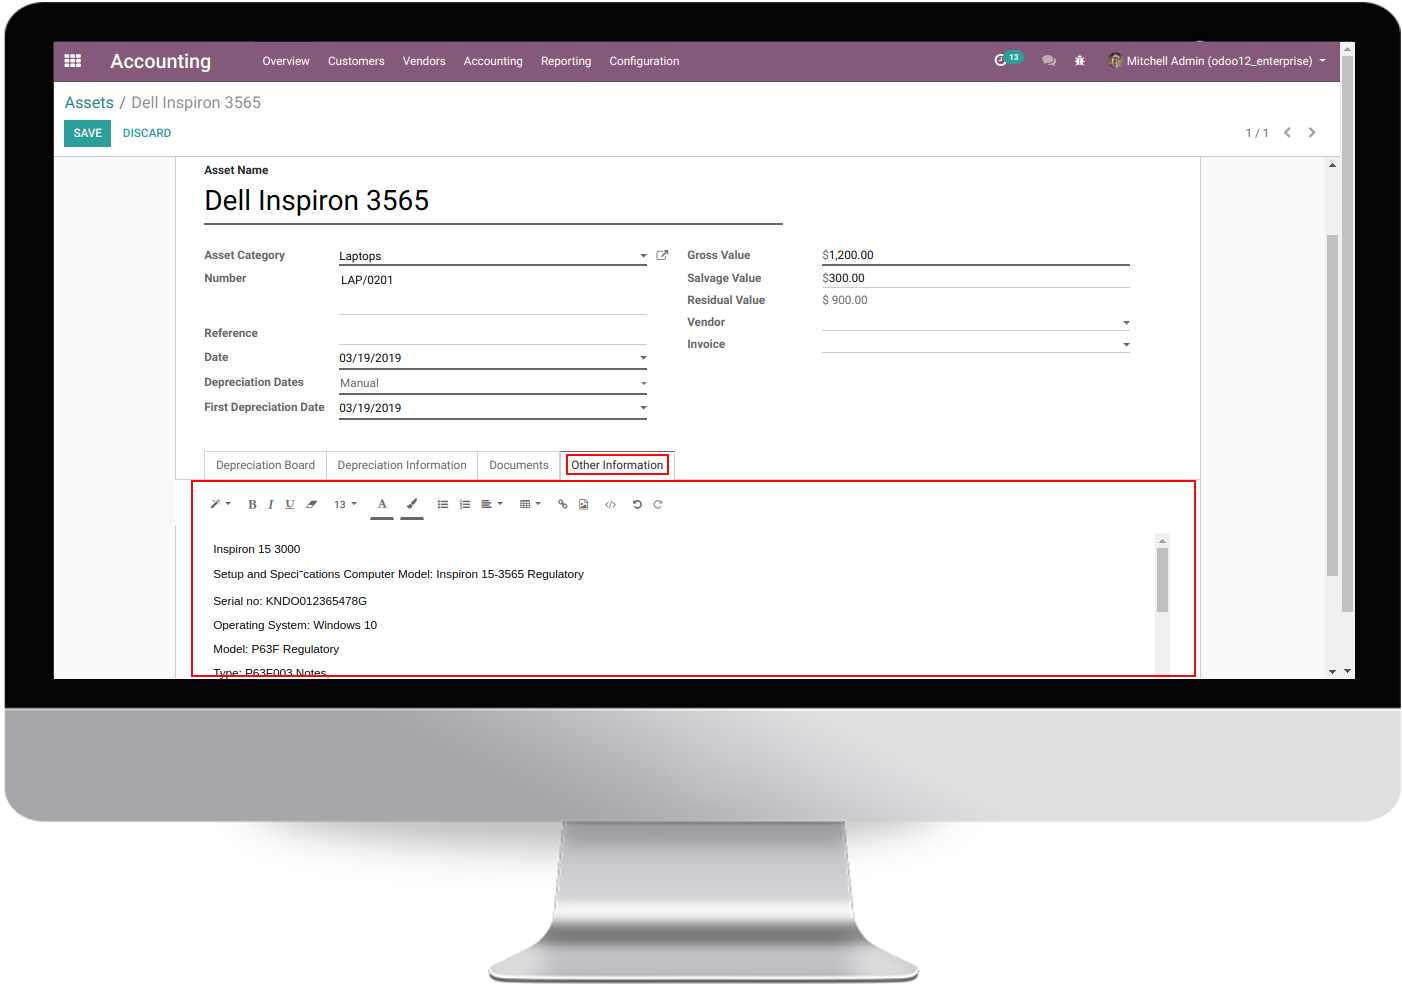 Accounting Overview Customers Vendors Accounting Reporting Configuration 13 Mitchell Admin (odoo12_enterprise)
Assets / Dell Inspiron 3565
SAVE DISCARD 1 / 1
Asset Name
Dell Inspiron 3565
Asset Category Laptops
Number LAP/0201
Reference
Date 03/19/2019
Depreciation Dates Manual
First Depreciation Date 03/19/2019
Gross Value $1,200.00
Salvage Value $300.00
Residual Value $ 900.00
Vendor
Invoice
Depreciation Board Depreciation Information Documents Other Information
B I U 13 A
Inspiron 15 3000
Setup and Speci˜cations Computer Model: Inspiron 15-3565 Regulatory
Serial no: KNDO012365478G
Operating System: Windows 10
Model: P63F Regulatory
Type: P63F003 Notes,